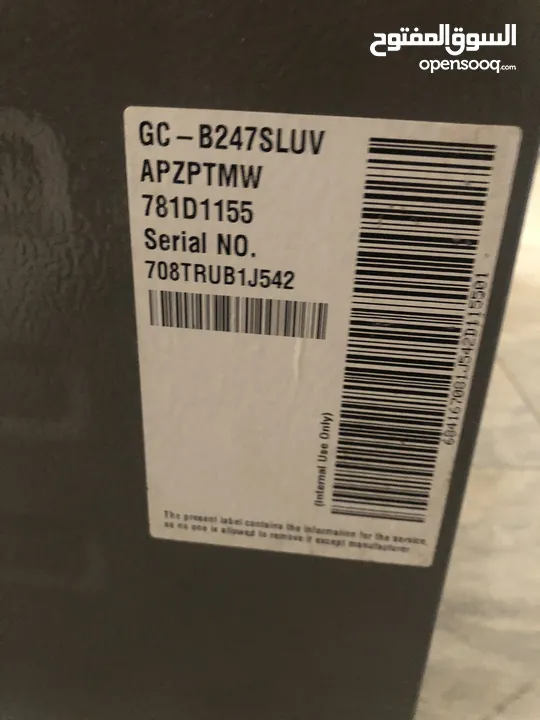 السوق المفتوح
opensooq.com
GC-B247SLUV
APZPTMW
781D1155
Serial NO.
708TRUB1J542
(Internal Use Only)
604167081J542D115501
The present label contains the information for the service,
as no one is allowed to remove it except manufacturer